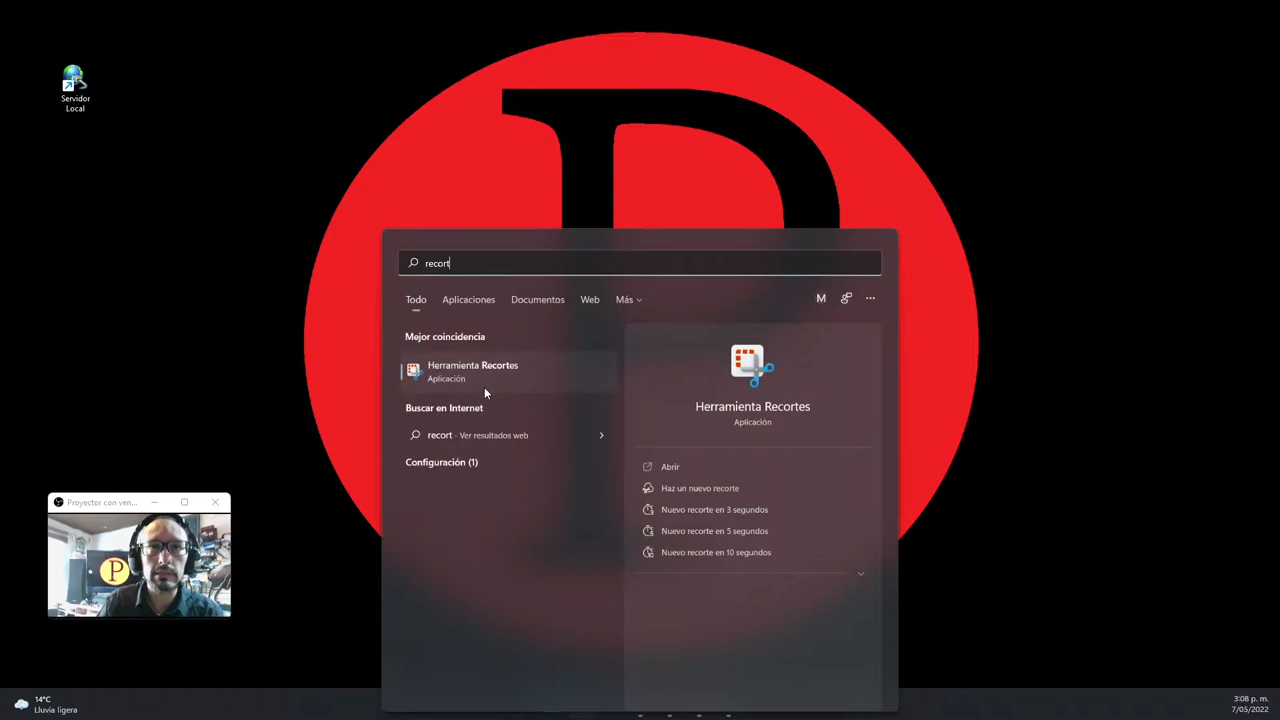 Servidor
Local
recort
Todo Aplicaciones Documentos Web Más M ...
Mejor coincidencia
Herramienta Recortes
Aplicación
Buscar en Internet
recort - Ver resultados web
Configuración (1)
Herramienta Recortes
Aplicación
Abrir
Haz un nuevo recorte
Nuevo recorte en 3 segundos
Nuevo recorte en 5 segundos
Nuevo recorte en 10 segundos
Proyector con ven...
P
14°C
Lluvia ligera
3:08 p. m.
7/05/2022